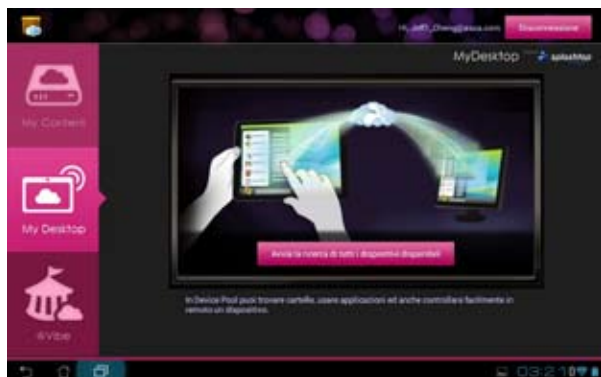 Disconnessione
MyDesktop splashtop
My Content
My Desktop
@Vibe
Avvia la ricerca di tutti i dispositivi disponibili
In Device Pool puoi trovare cartelle, usare applicazioni ed anche controllare facilmente in
remoto un dispositivo.